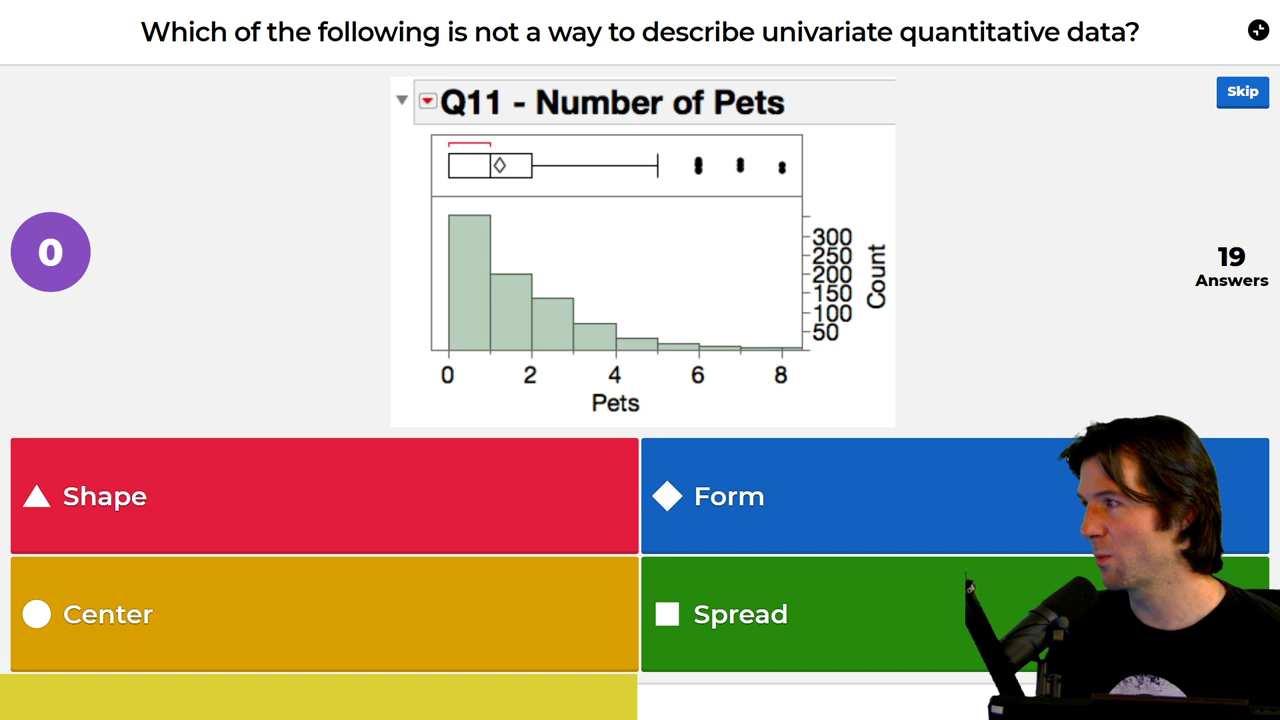 Which of the following is not a way to describe univariate quantitative data?
Skip
Q11 - Number of Pets
0
19
Answers
300
250
200
150
100
50
Count
0 2 4 6 8
Pets
Shape
Form
Center
Spread